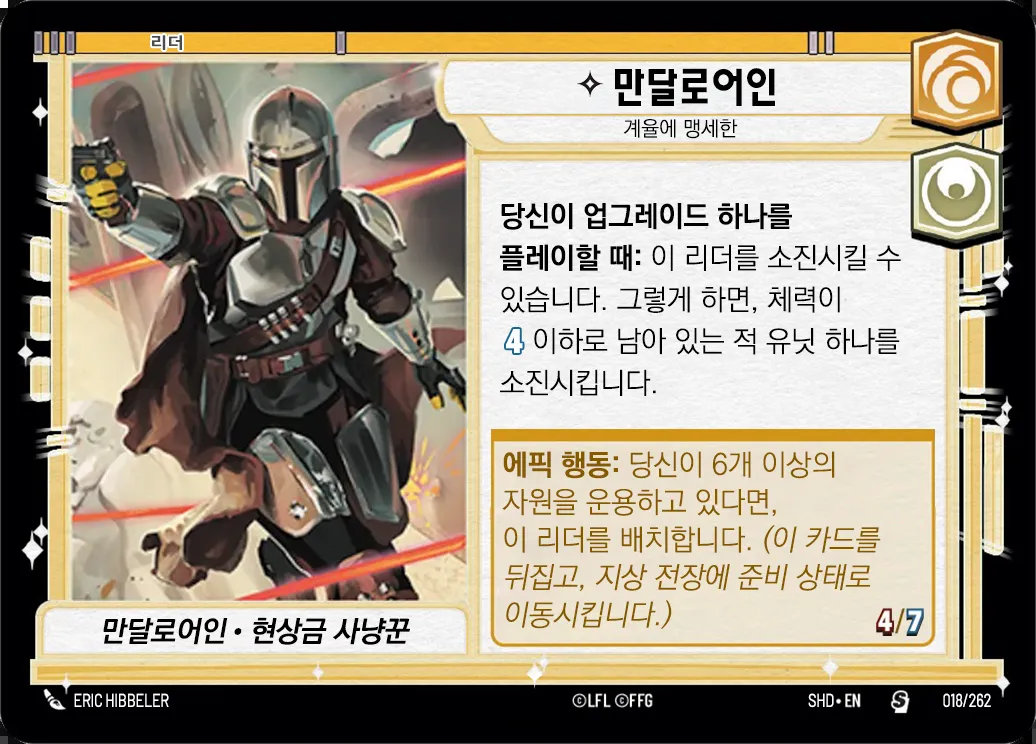 리더
만달로어인
계율에 맹세한
당신이 업그레이드 하나를
플레이할 때: 이 리더를 소진시킬 수
있습니다. 그렇게 하면, 체력이
4 이하로 남아 있는 적 유닛 하나를
소진시킵니다.
에픽 행동: 당신이 6개 이상의
자원을 운용하고 있다면,
이 리더를 배치합니다. (이 카드를
뒤집고, 지상 전장에 준비 상태로
이동시킵니다.)
4/7
만달로어인 • 현상금 사냥꾼
ERIC HIBBELER
©LFL ©FFG
SHD • EN
S
018/262